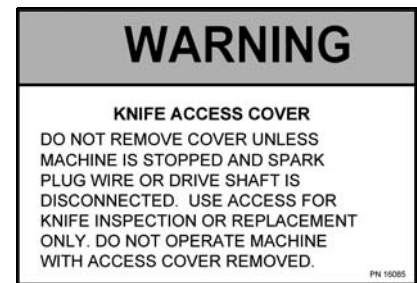 WARNING
KNIFE ACCESS COVER
DO NOT REMOVE COVER UNLESS
MACHINE IS STOPPED AND SPARK
PLUG WIRE OR DRIVE SHAFT IS
DISCONNECTED.  USE ACCESS FOR
KNIFE INSPECTION OR REPLACEMENT
ONLY. DO NOT OPERATE MACHINE
WITH ACCESS COVER REMOVED.
PN 16085